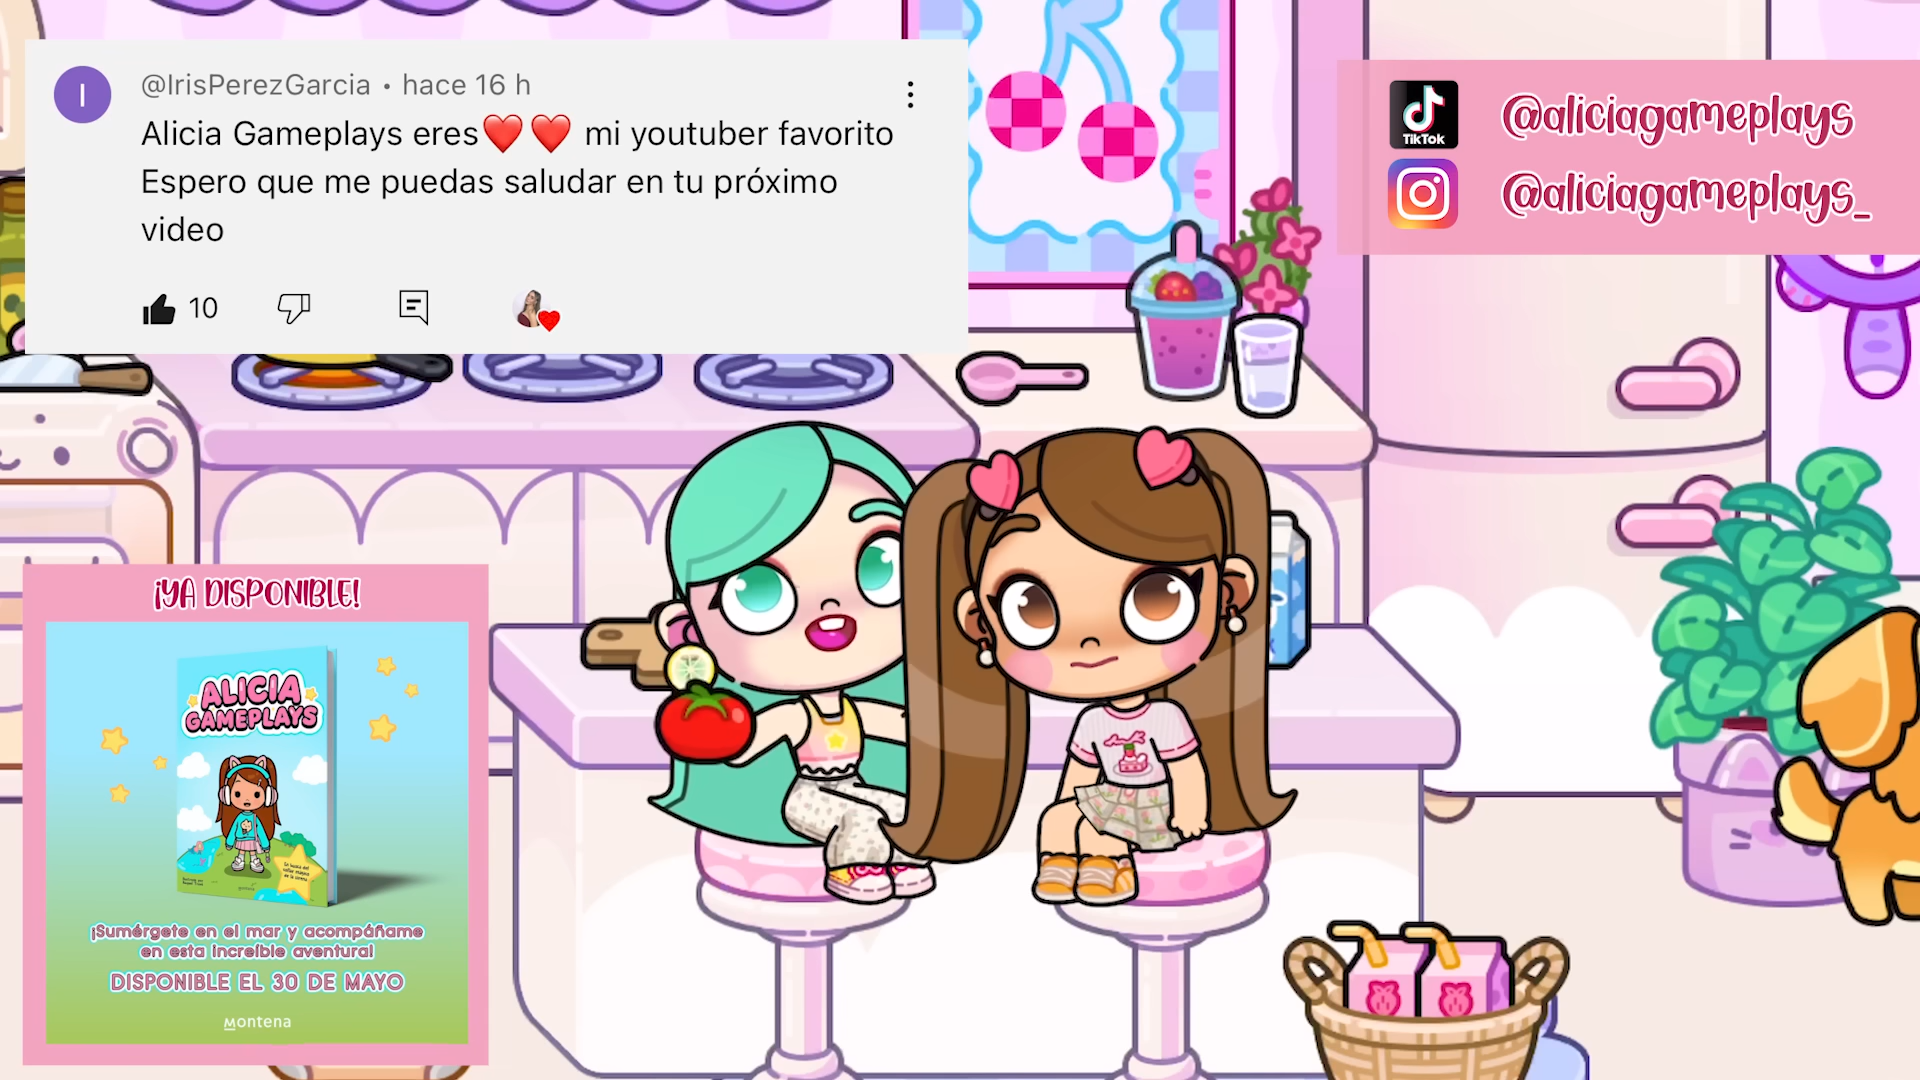 I
@IrisPerezGarcia • hace 16 h
Alicia Gameplays eres❤️❤️ mi youtuber favorito
Espero que me puedas saludar en tu próximo
video
10
TikTok
@aliciagameplays
@aliciagameplays_
¡YA DISPONIBLE!
ALICIA
GAMEPLAYS
¡Sumérgete en el mar y acompáñame
en esta increíble aventura!
DISPONIBLE EL 30 DE MAYO
Montena